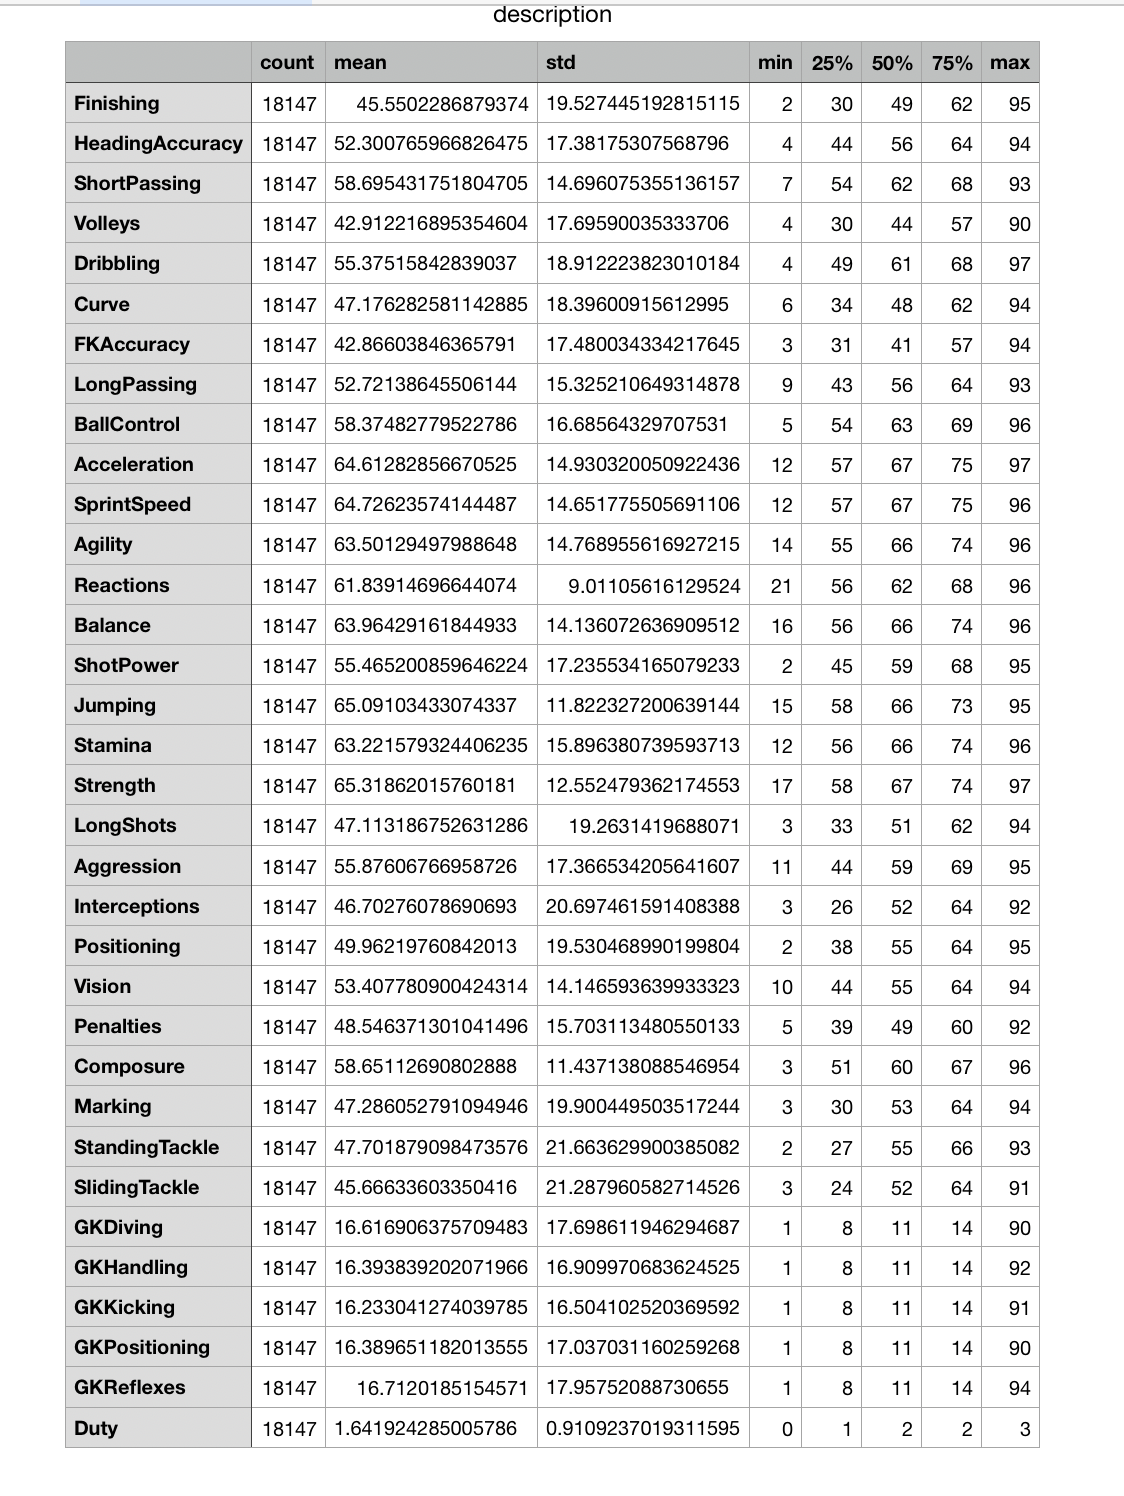 description
count mean std min 25% 50% 75% max
Finishing 18147 45.5502286879374 19.527445192815115 2 30 49 62 95
HeadingAccuracy 18147 52.300765966826475 17.38175307568796 4 44 56 64 94
ShortPassing 18147 58.695431751804705 14.696075355136157 7 54 62 68 93
Volleys 18147 42.912216895354604 17.69590035333706 4 30 44 57 90
Dribbling 18147 55.37515842839037 18.912223823010184 4 49 61 68 97
Curve 18147 47.176282581142885 18.39600915612995 6 34 48 62 94
FKAccuracy 18147 42.86603846365791 17.480034334217645 3 31 41 57 94
LongPassing 18147 52.72138645506144 15.325210649314878 9 43 56 64 93
BallControl 18147 58.37482779522786 16.68564329707531 5 54 63 69 96
Acceleration 18147 64.61282856670525 14.930320050922436 12 57 67 75 97
SprintSpeed 18147 64.72623574144487 14.651775505691106 12 57 67 75 96
Agility 18147 63.50129497988648 14.768955616927215 14 55 66 74 96
Reactions 18147 61.83914696644074 9.01105616129524 21 56 62 68 96
Balance 18147 63.96429161844933 14.136072636909512 16 56 66 74 96
ShotPower 18147 55.465200859646224 17.235534165079233 2 45 59 68 95
Jumping 18147 65.09103433074337 11.822327200639144 15 58 66 73 95
Stamina 18147 63.221579324406235 15.896380739593713 12 56 66 74 96
Strength 18147 65.31862015760181 12.552479362174553 17 58 67 74 97
LongShots 18147 47.113186752631286 19.2631419688071 3 33 51 62 94
Aggression 18147 55.87606766958726 17.366534205641607 11 44 59 69 95
Interceptions 18147 46.70276078690693 20.697461591408388 3 26 52 64 92
Positioning 18147 49.96219760842013 19.530468990199804 2 38 55 64 95
Vision 18147 53.407780900424314 14.146593639933323 10 44 55 64 94
Penalties 18147 48.546371301041496 15.703113480550133 5 39 49 60 92
Composure 18147 58.65112690802888 11.437138088546954 3 51 60 67 96
Marking 18147 47.286052791094946 19.900449503517244 3 30 53 64 94
StandingTackle 18147 47.701879098473576 21.663629900385082 2 27 55 66 93
SlidingTackle 18147 45.66633603350416 21.287960582714526 3 24 52 64 91
GKDiving 18147 16.616906375709483 17.698611946294687 1 8 11 14 90
GKHandling 18147 16.393839202071966 16.909970683624525 1 8 11 14 92
GKKicking 18147 16.233041274039785 16.504102520369592 1 8 11 14 91
GKPositioning 18147 16.389651182013555 17.037031160259268 1 8 11 14 90
GKReflexes 18147 16.7120185154571 17.95752088730655 1 8 11 14 94
Duty 18147 1.641924285005786 0.9109237019311595 0 1 2 2 3